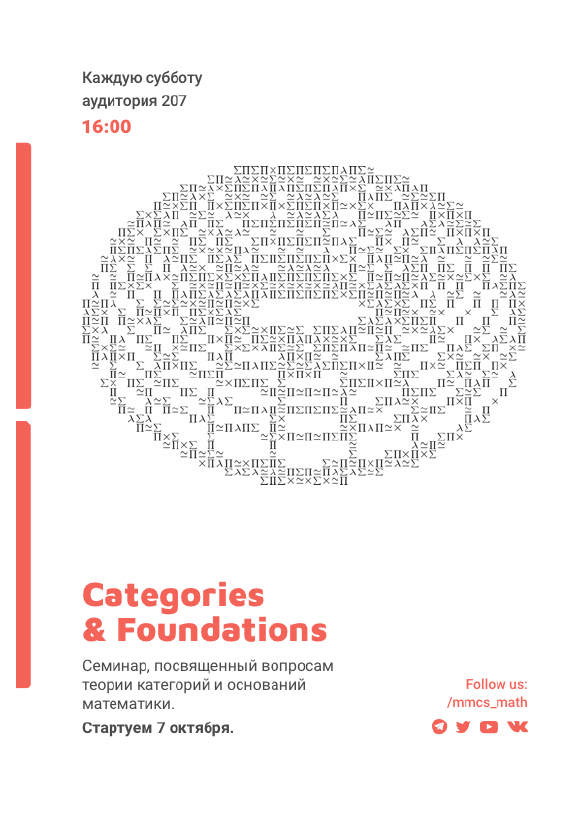 Каждую субботу
аудитория 207
16:00
Categories
& Foundations
Семинар, посвященный вопросам
теории категорий и оснований
математики.
Стартуем 7 октября.
Follow us:
/mmcs_math